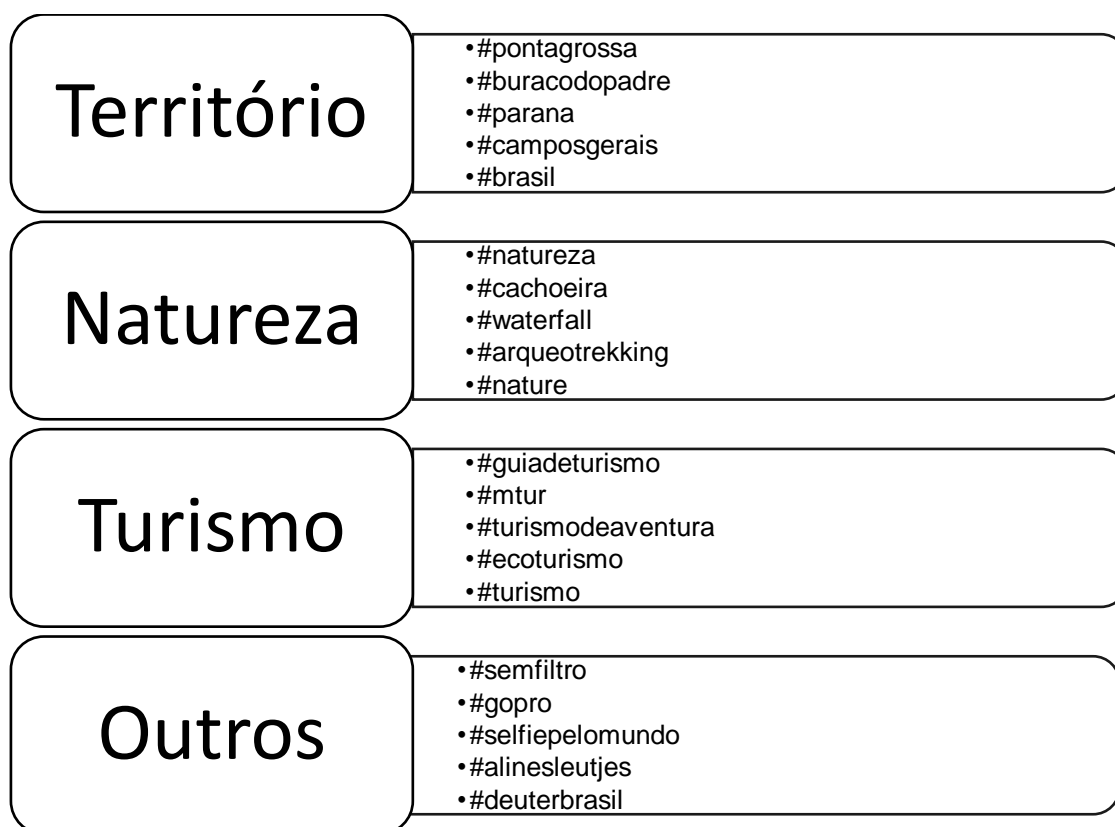 Território
•#pontagrossa
•#buracodopadre
•#parana
•#camposgerais
•#brasil
Natureza
•#natureza
•#cachoeira
•#waterfall
•#arqueotrekking
•#nature
Turismo
•#guiadeturismo
•#mtur
•#turismodeaventura
•#ecoturismo
•#turismo
Outros
•#semfiltro
•#gopro
•#selfiepelomundo
•#alinesleutjes
•#deuterbrasil